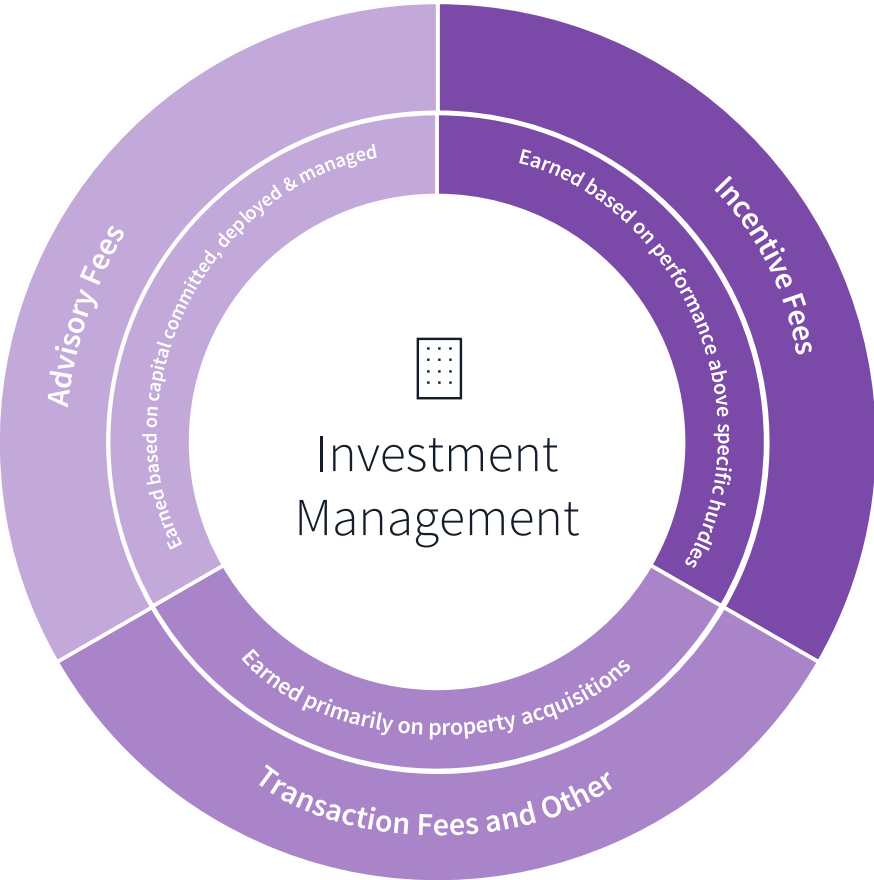 Advisory Fees
Earned based on capital committed, deployed & managed
Incentive Fees
Earned based on performance above specific hurdles
Investment
Management
Earned primarily on property acquisitions
Transaction Fees and Other